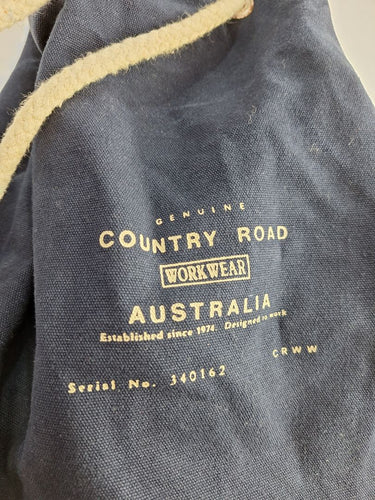 GENUINE
COUNTRY ROAD
WORKWEAR
AUSTRALIA
Established since 1974. Designed to work
CRWW
Serial No. 340162